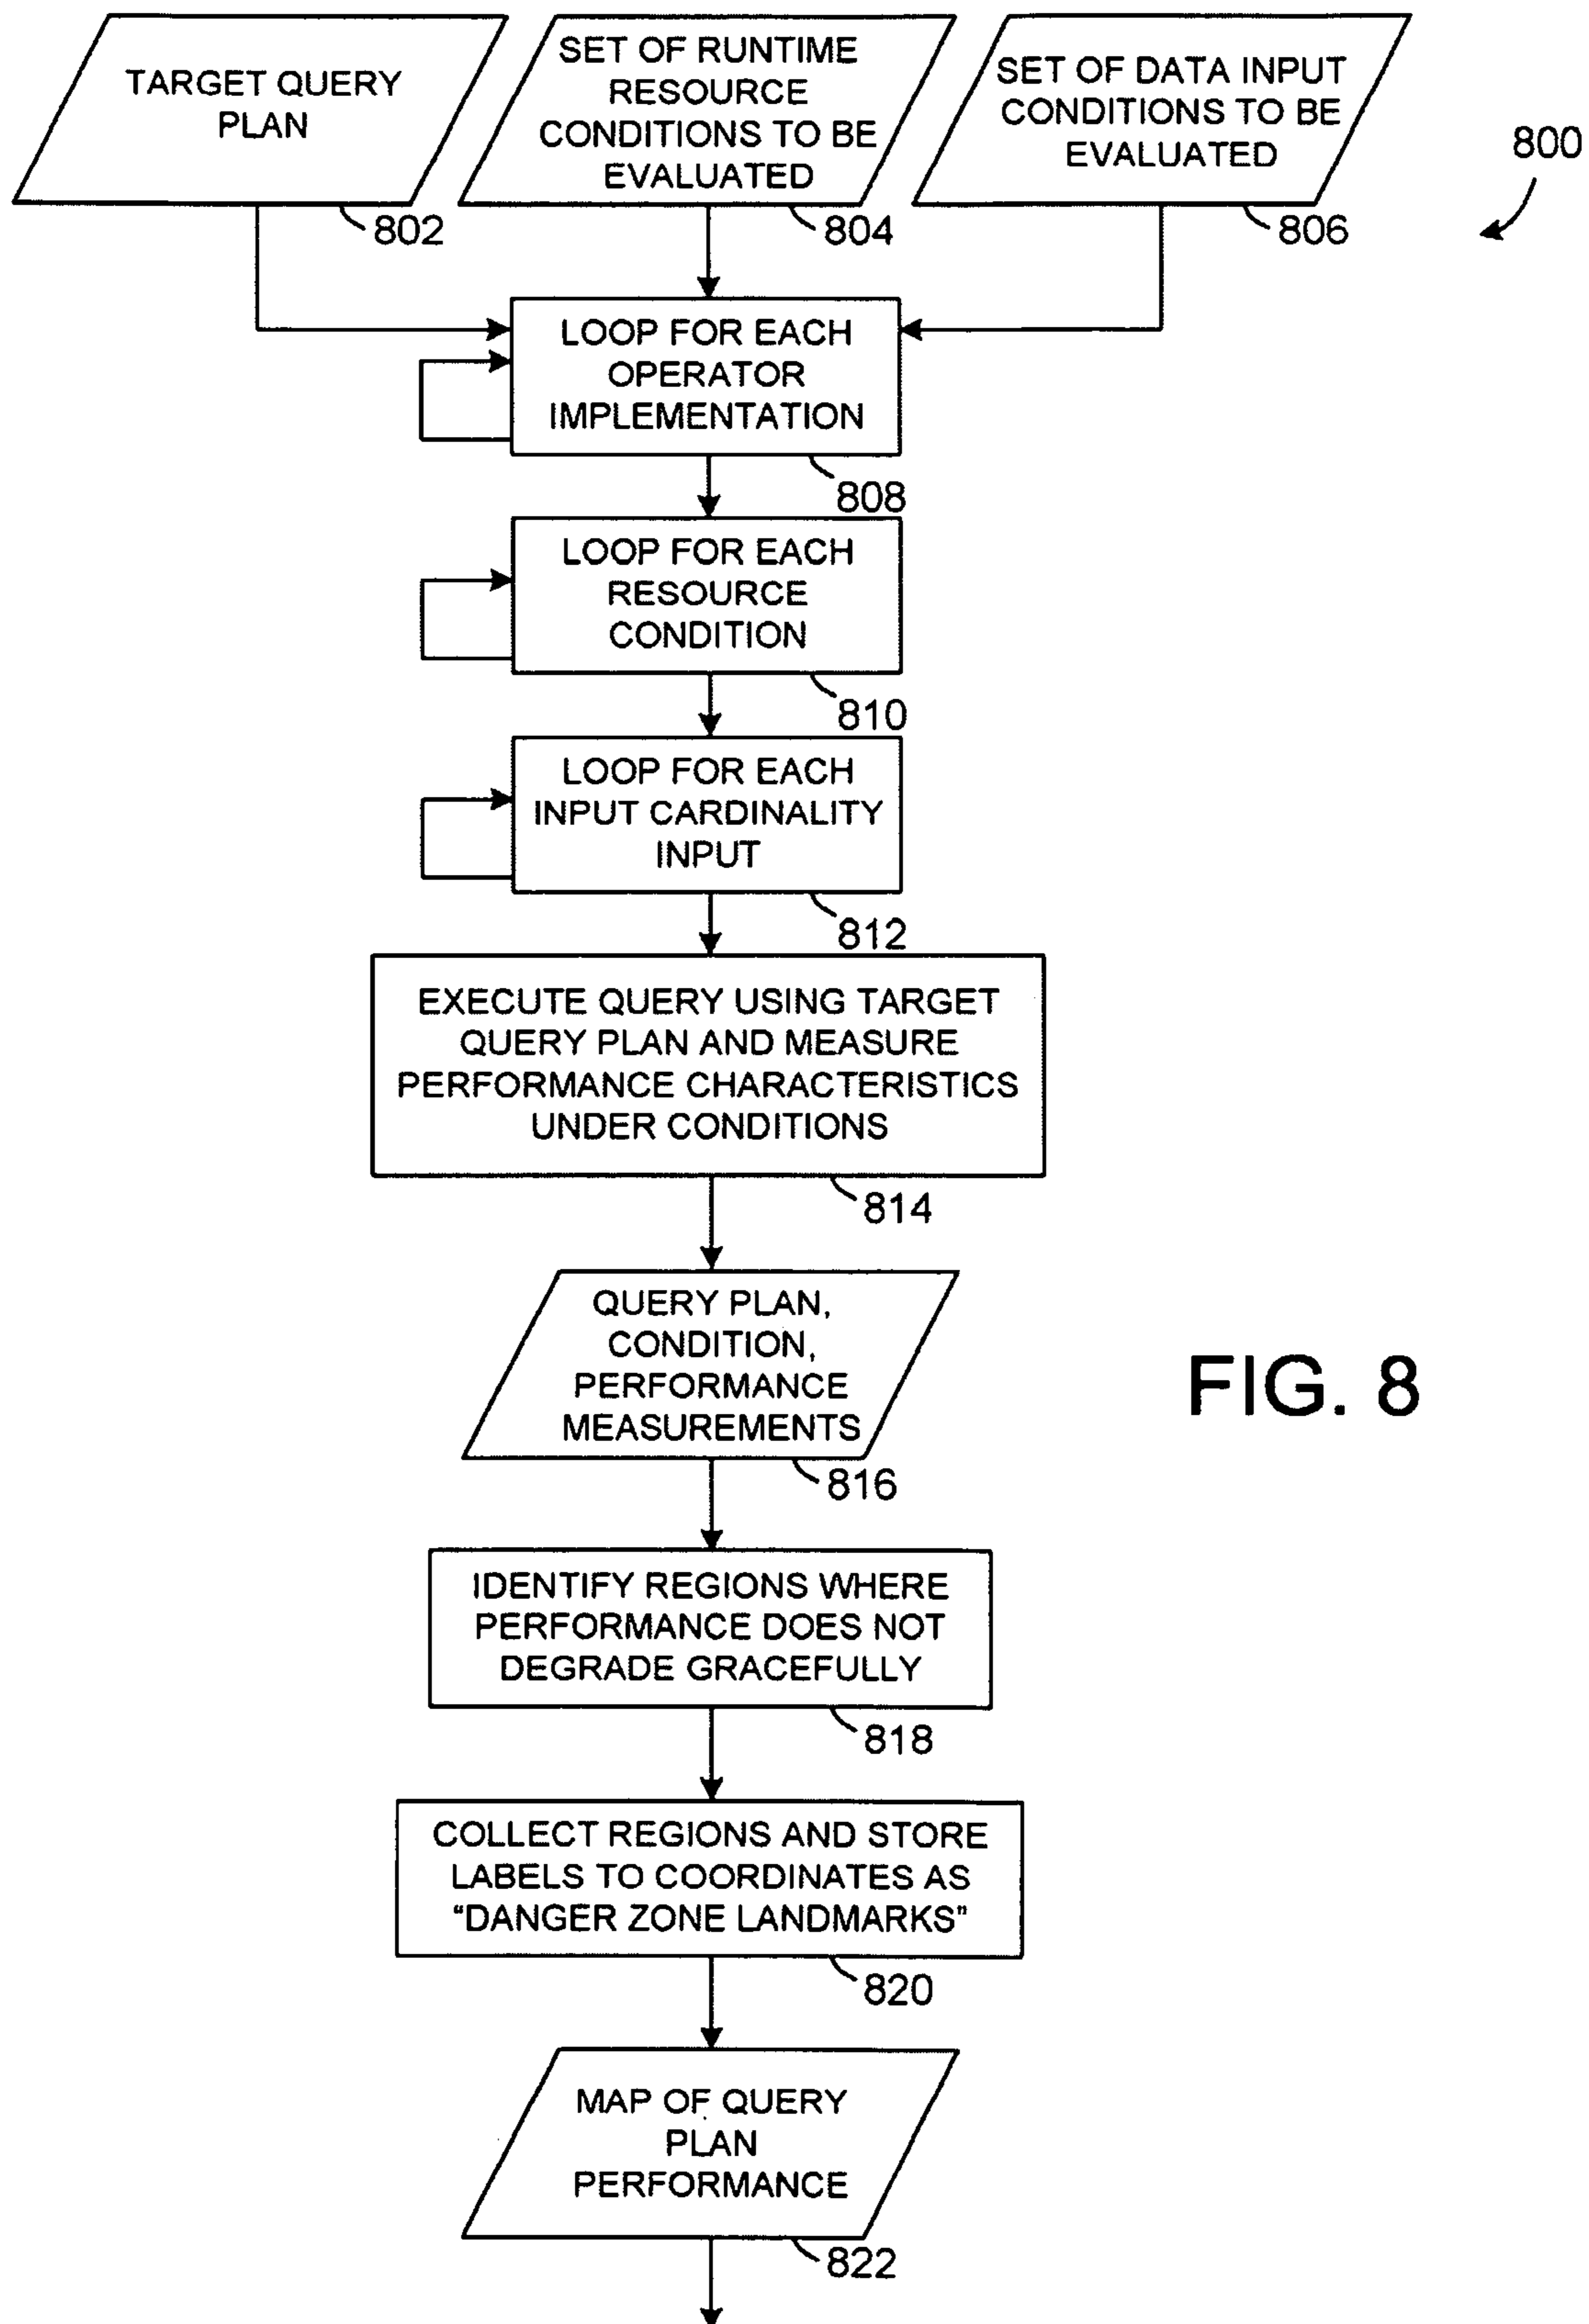 TARGET QUERY
PLAN
802
SET OF RUNTIME
RESOURCE
CONDITIONS TO BE
EVALUATED
804
SET OF DATA INPUT
CONDITIONS TO BE
EVALUATED
806
800
LOOP FOR EACH
OPERATOR
IMPLEMENTATION
808
LOOP FOR EACH
RESOURCE
CONDITION
810
LOOP FOR EACH
INPUT CARDINALITY
INPUT
812
EXECUTE QUERY USING TARGET
QUERY PLAN AND MEASURE
PERFORMANCE CHARACTERISTICS
UNDER CONDITIONS
814
QUERY PLAN,
CONDITION,
PERFORMANCE
MEASUREMENTS
816
FIG. 8
IDENTIFY REGIONS WHERE
PERFORMANCE DOES NOT
DEGRADE GRACEFULLY
818
COLLECT REGIONS AND STORE
LABELS TO COORDINATES AS
“DANGER ZONE LANDMARKS”
820
MAP OF QUERY
PLAN
PERFORMANCE
822